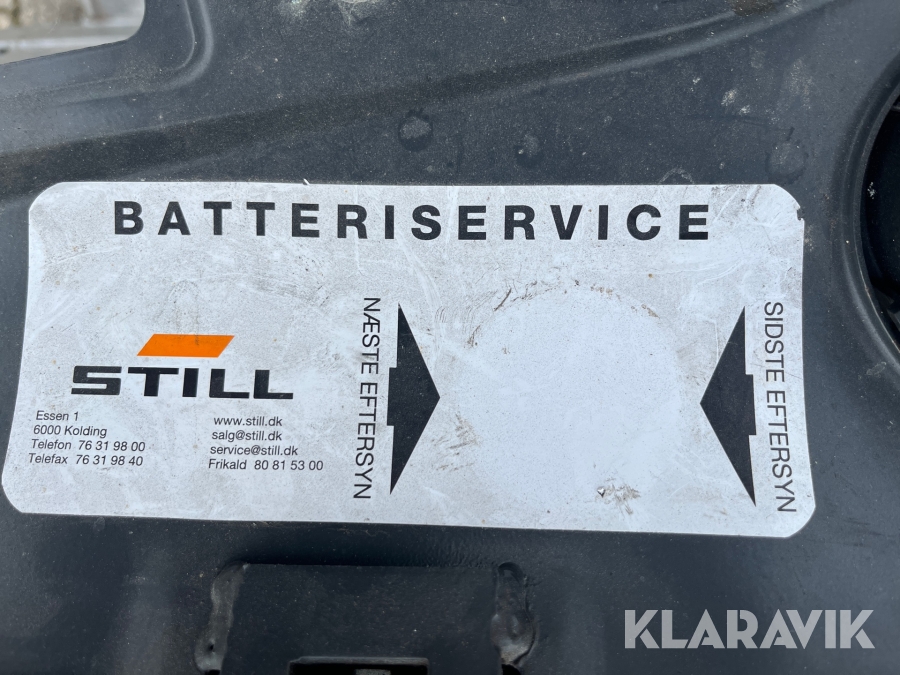 BATTERISERVICE
STILL
Essen 1
6000 Kolding
Telefon 76 31 98 00
Telefax 76 31 98 40
www.still.dk
salg@still.dk
service@still.dk
Frikald 80 81 53 00
NÆSTE EFTERSYN
SIDSTE EFTERSYN
KLARAVIK